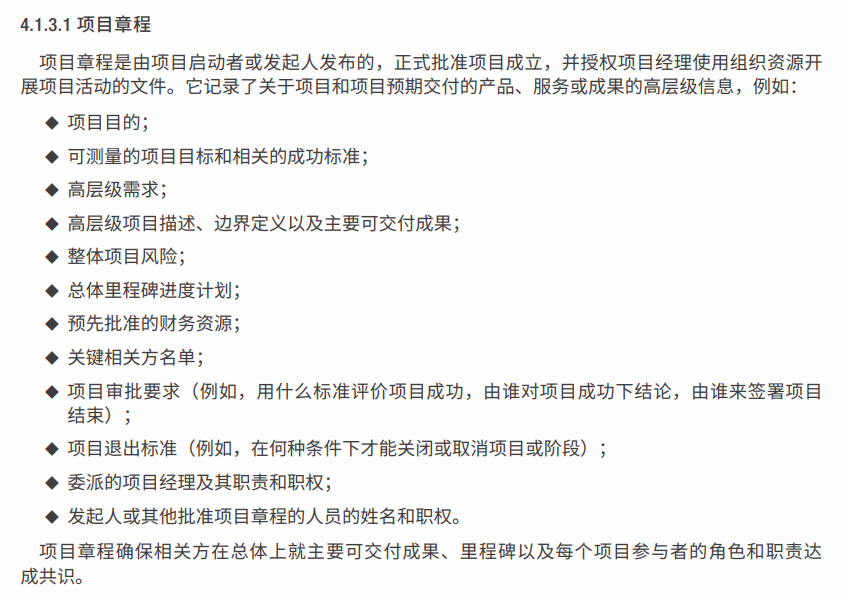 4.1.3.1 项目章程
项目章程是由项目启动者或发起人发布的，正式批准项目成立，并授权项目经理使用组织资源开
展项目活动的文件。它记录了关于项目和项目预期交付的产品、服务或成果的高层级信息，例如：
◆ 项目目的；
◆ 可测量的项目目标和相关的成功标准；
◆ 高层级需求；
◆ 高层级项目描述、边界定义以及主要可交付成果；
◆ 整体项目风险；
◆ 总体里程碑进度计划；
◆ 预先批准的财务资源；
◆ 关键相关方名单；
◆ 项目审批要求（例如，用什么标准评价项目成功，由谁对项目成功下结论，由谁来签署项目
结束）；
◆ 项目退出标准（例如，在何种条件下才能关闭或取消项目或阶段）；
◆ 委派的项目经理及其职责和职权；
◆ 发起人或其他批准项目章程的人员的姓名和职权。
项目章程确保相关方在总体上就主要可交付成果、里程碑以及每个项目参与者的角色和职责达
成共识。